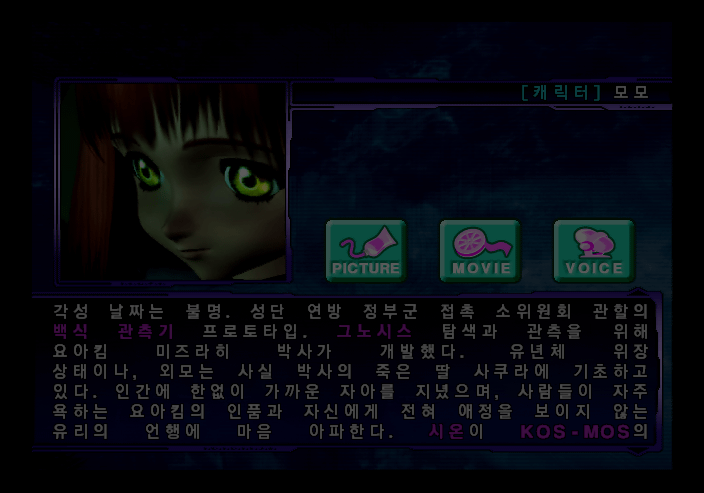 [캐릭터] 모모
PICTURE MOVIE VOICE
각성 날짜는 불명. 성단 연방 정부군 접촉 소위원회 관할의
백식 관측기 프로토타입. 그노시스 탐색과 관측을 위해
요아킴 미즈라히 박사가 개발했다. 유년체 위장
상태이나, 외모는 사실 박사의 죽은 딸 사쿠라에 기초하고
있다. 인간에 한없이 가까운 자아를 지녔으며, 사람들이 자주
욕하는 요아킴의 인품과 자신에게 전혀 애정을 보이지 않는
유리의 언행에 마음 아파한다. 시온이 KOS-MOS의